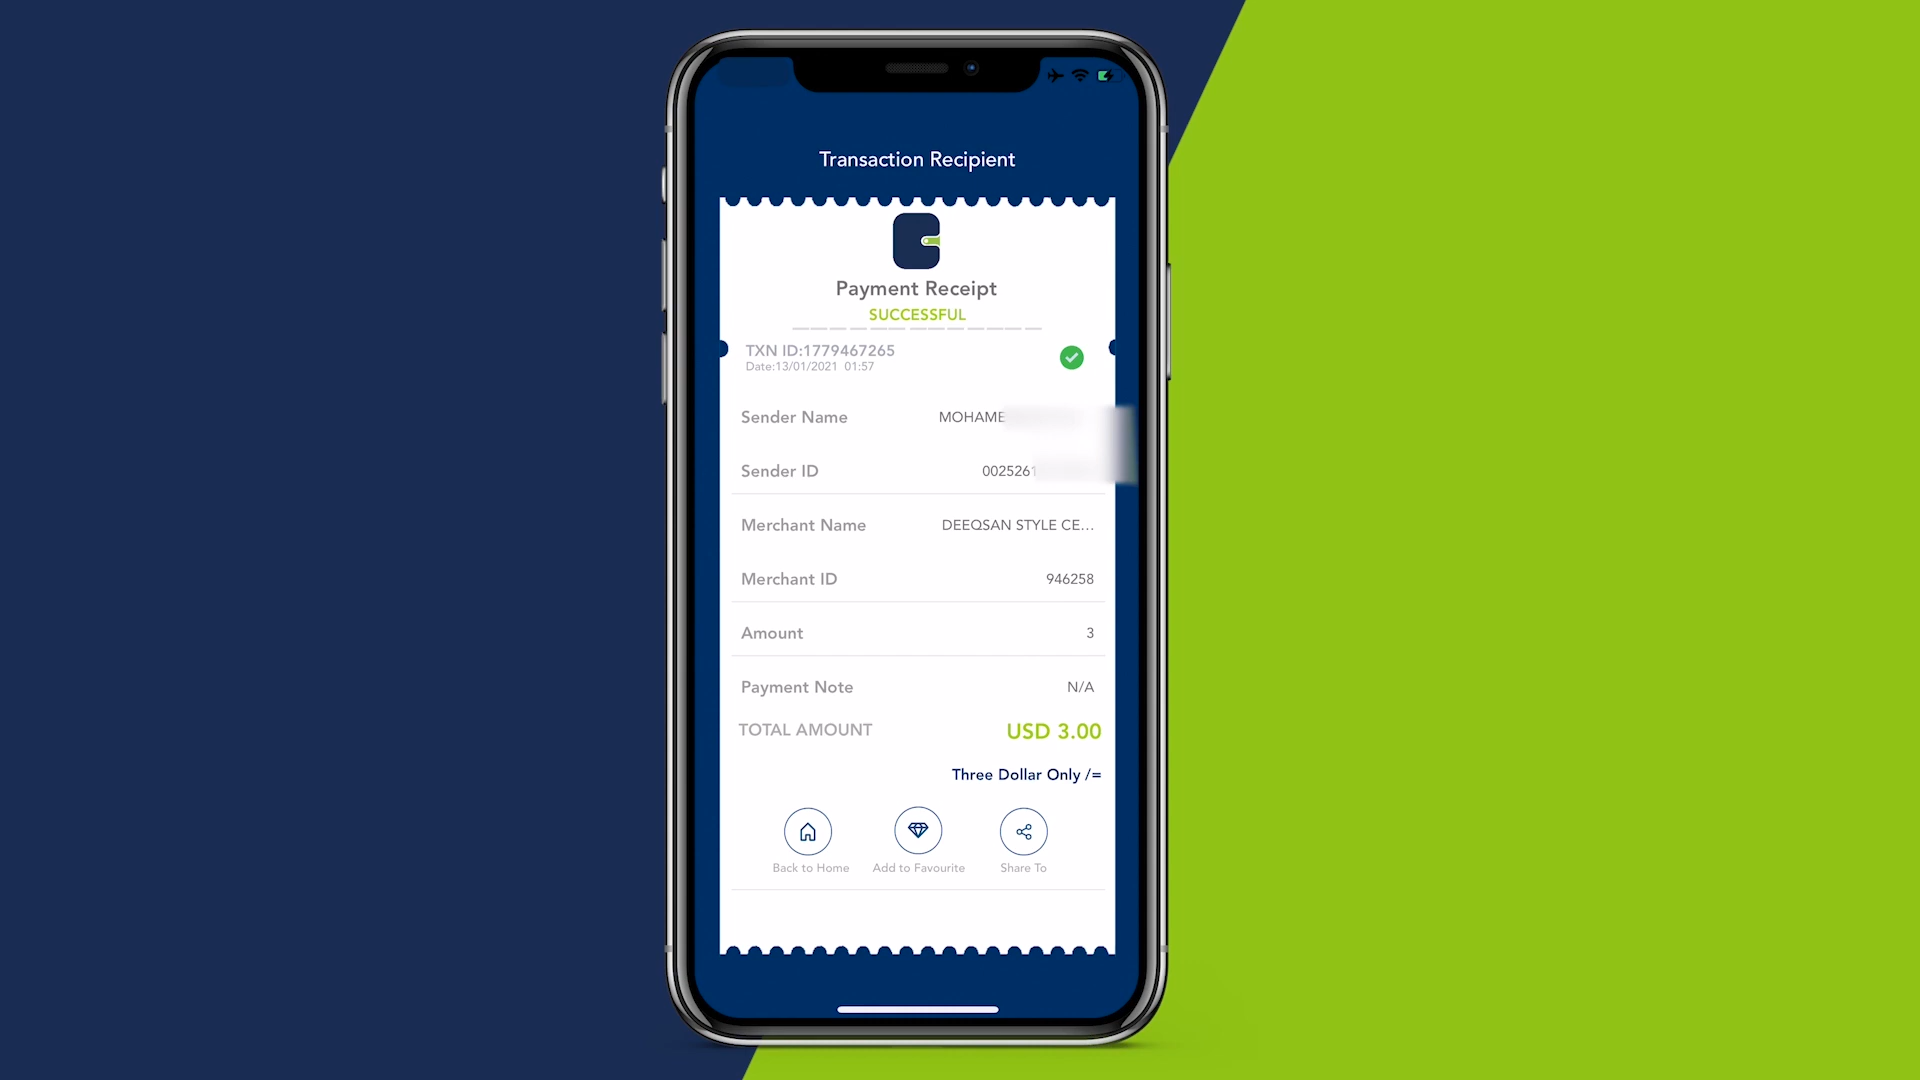 Transaction Recipient
Payment Receipt
SUCCESSFUL
TXN ID:1779467265
Date:13/01/2021 01:57
Sender Name MOHAME
Sender ID 0025261
Merchant Name DEEQSAN STYLE CE...
Merchant ID 946258
Amount 3
Payment Note N/A
TOTAL AMOUNT USD 3.00
Three Dollar Only /=
Back to Home Add to Favourite Share To